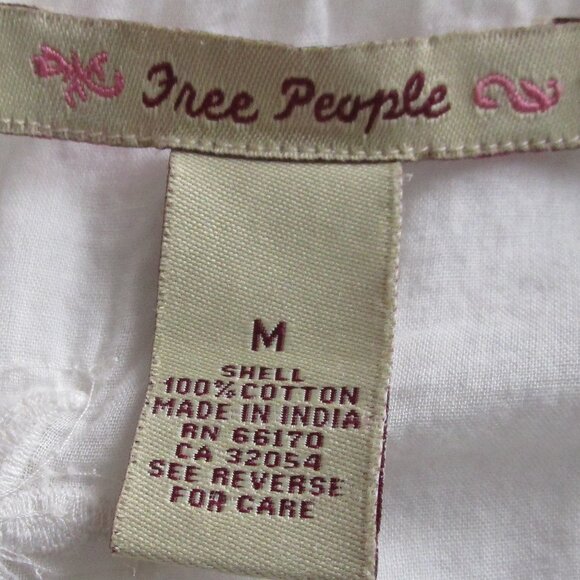 Free People
M
SHELL
100% COTTON
MADE IN INDIA
RN 66170
CA 32054
SEE REVERSE
FOR CARE